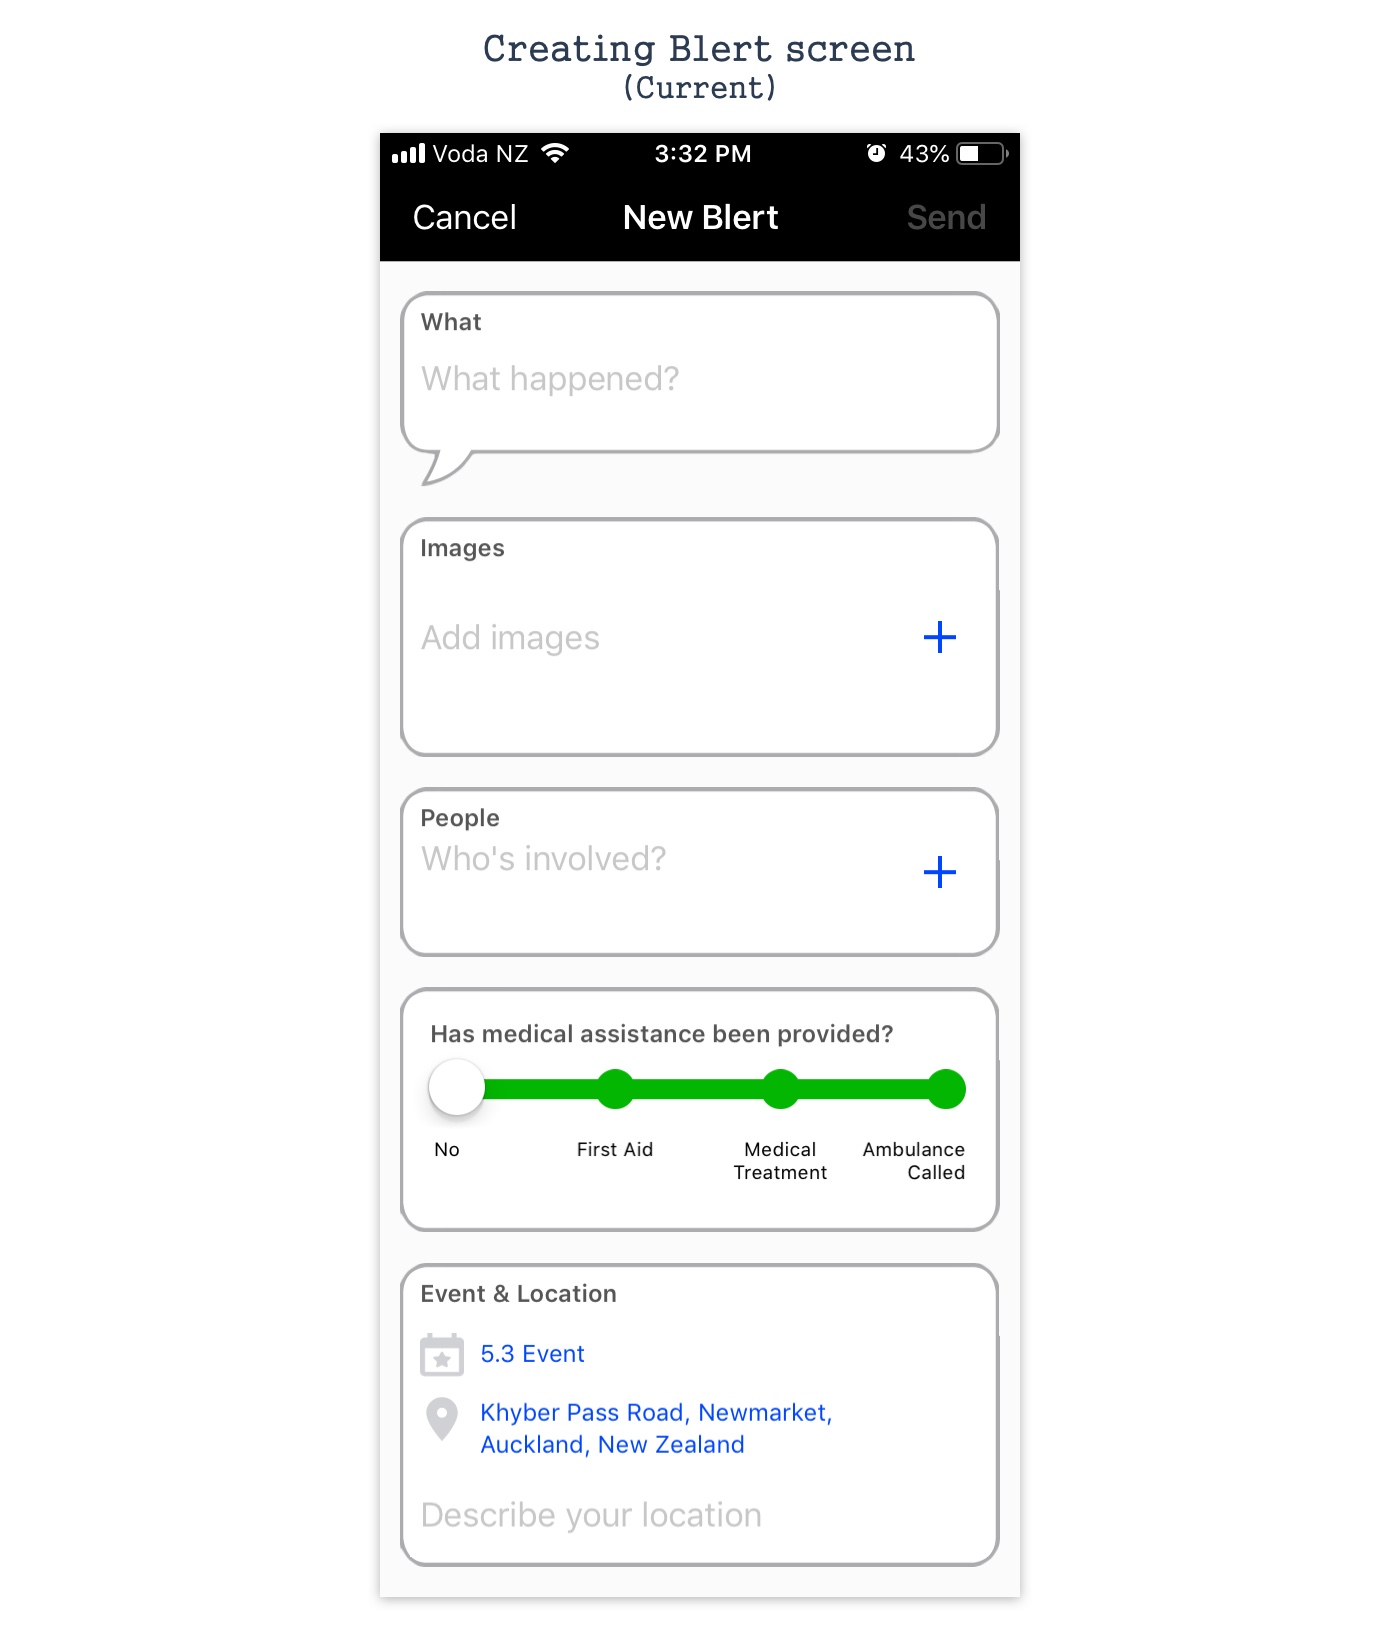 Creating Blert screen
(Current)
Voda NZ 3:32 PM 43%
Cancel New Blert Send
What
What happened?
Images
Add images
People
Who's involved?
Has medical assistance been provided?
No First Aid Medical Ambulance
Treatment Called
Event & Location
5.3 Event
Khyber Pass Road, Newmarket,
Auckland, New Zealand
Describe your location